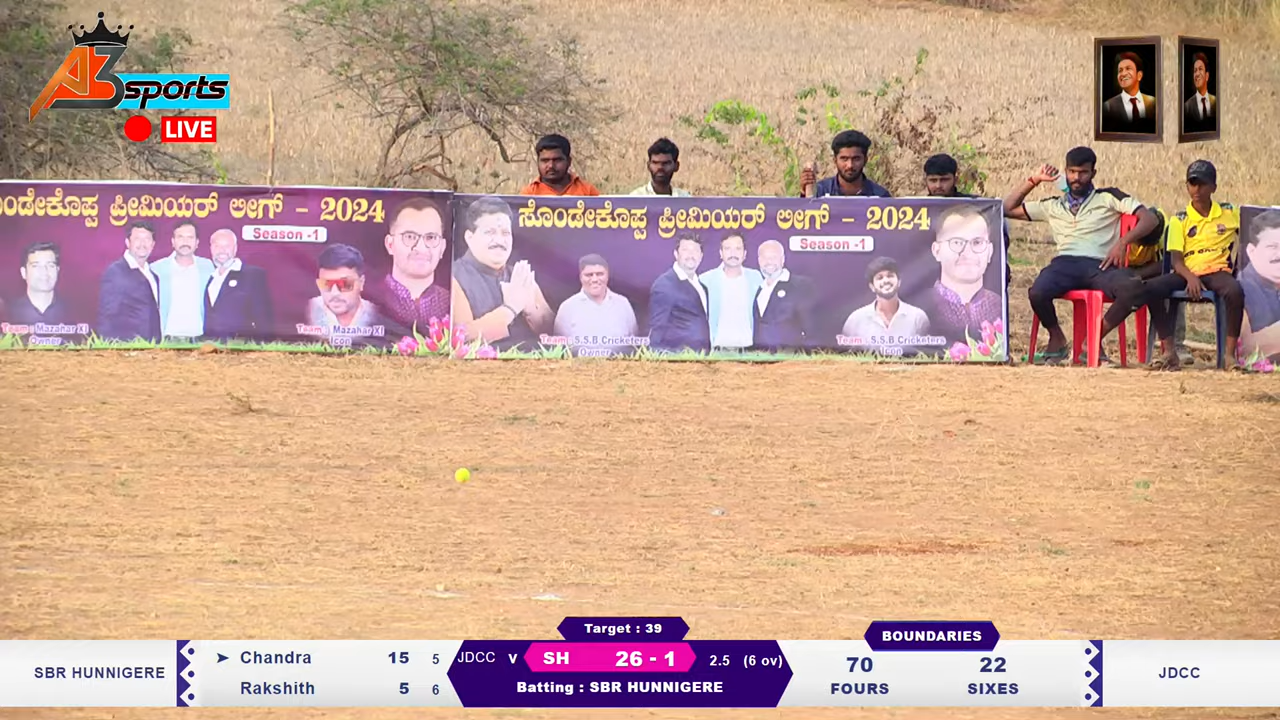 A3
sports
LIVE
ಂಡೇಕೊಪ್ಪ ಪ್ರೀಮಿಯರ್ ಲೀಗ್ - 2024
Season -1
Team : Mazahar XI
Owner
Team : Mazahar XI
Icon
ಸೊಂಡೇಕೊಪ್ಪ ಪ್ರೀಮಿಯರ್ ಲೀಗ್ - 2024
Season -1
Team : S.S.B Cricketers
Owner
Team : S.S.B Cricketers
Icon
Target : 39
SBR HUNNIGERE
Chandra 15 5
Rakshith 5 6
JDCC v SH 26 - 1 2.5 (6 ov)
Batting : SBR HUNNIGERE
BOUNDARIES
70 22
FOURS SIXES
JDCC